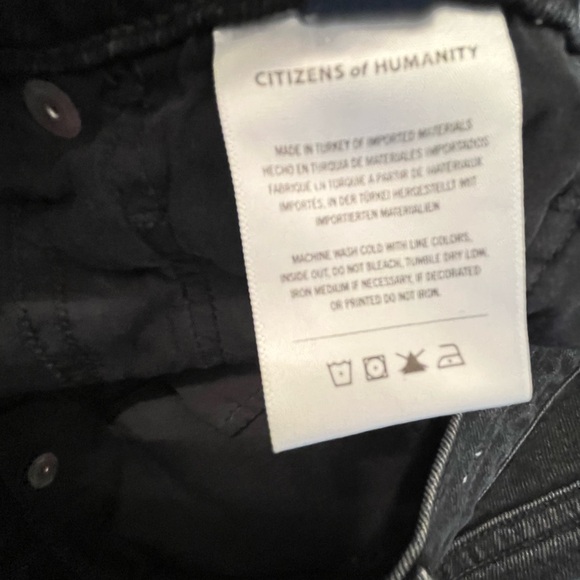 CITIZENS of HUMANITY
MADE IN TURKEY OF IMPORTED MATERIALS
HECHO EN TURQUIA DE MATERIALES IMPORTADOS
FABRIQUE EN TURQUIE A PARTIR DE MATERIAUX
IMPORTÉS, IN DER TÜRKEI HERGESTELLT MIT
IMPORTIERTEN MATERIALIEN
MACHINE WASH COLD WITH LIKE COLORS,
INSIDE OUT, DO NOT BLEACH, TUMBLE DRY LOW,
IRON MEDIUM IF NECESSARY, IF DECORATED
OR PRINTED DO NOT IRON.